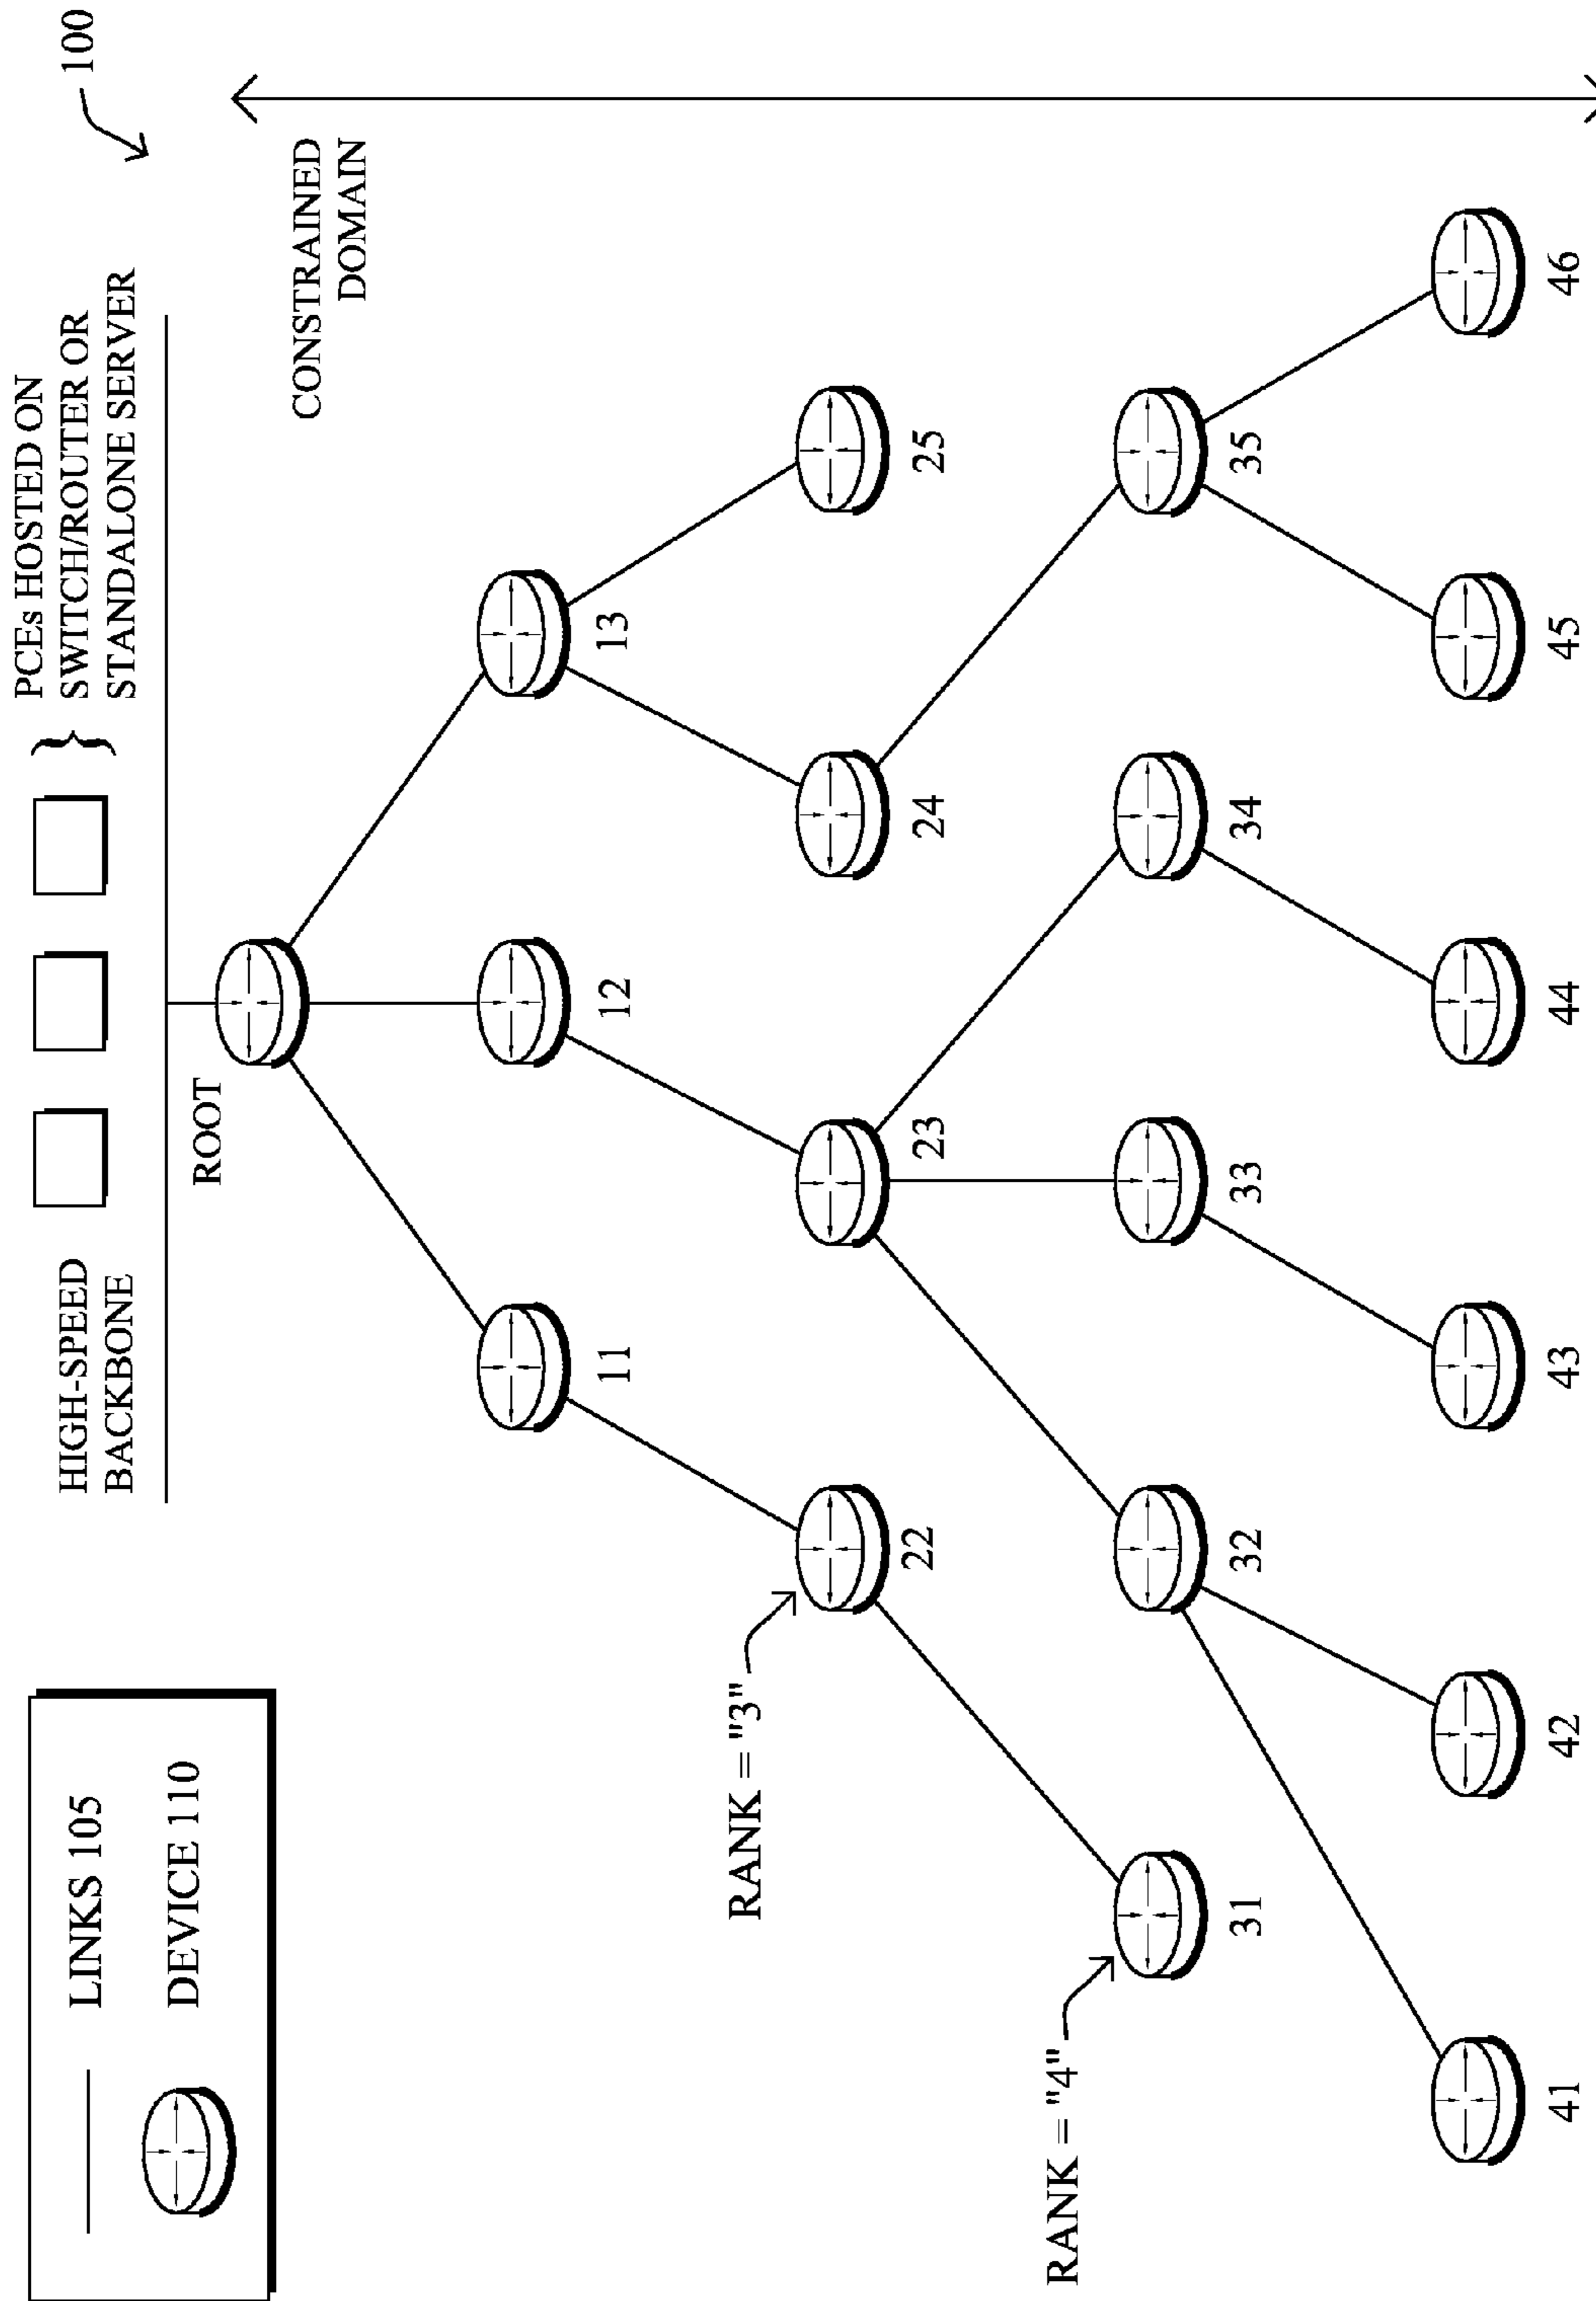 100
PCEs HOSTED ON
SWITCH/ROUTER OR
STANDALONE SERVER
HIGH-SPEED
BACKBONE
LINKS 105
DEVICE 110
ROOT
CONSTRAINED
DOMAIN
11
12
13
RANK = "3"
22
23
24
25
RANK = "4"
31
32
33
34
35
41
42
43
44
45
46